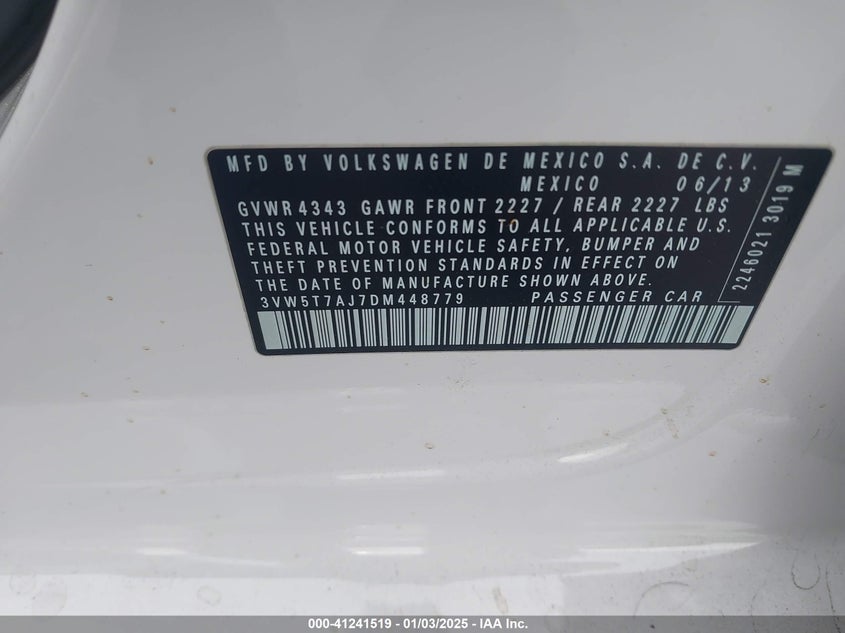 MFD BY VOLKSWAGEN DE MEXICO S.A. DE C.V.
MEXICO 06/13
GVWR 4343 GAWR FRONT 2227 / REAR 2227 LBS
THIS VEHICLE CONFORMS TO ALL APPLICABLE U.S.
FEDERAL MOTOR VEHICLE SAFETY, BUMPER AND
THEFT PREVENTION STANDARDS IN EFFECT ON
THE DATE OF MANUFACTURE SHOWN ABOVE.
3VW5T7AJ7DM448779 PASSENGER CAR
2246021 3019 M
000-41241519 - 01/03/2025 - IAA Inc.